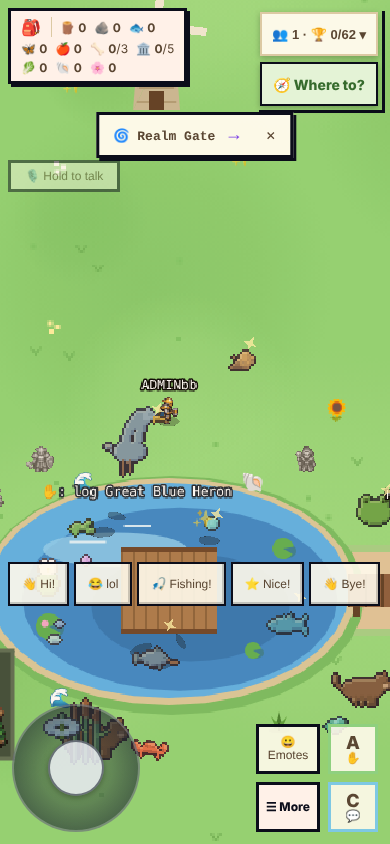 0 0 0
0 0 0/3 0/5
0 0 0
1 · 0/62 ▾
Where to?
Realm Gate → ×
Hold to talk
ADMINbb
: log Great Blue Heron
Hi!
lol
Fishing!
Nice!
Bye!
Emotes
A
☰ More
C